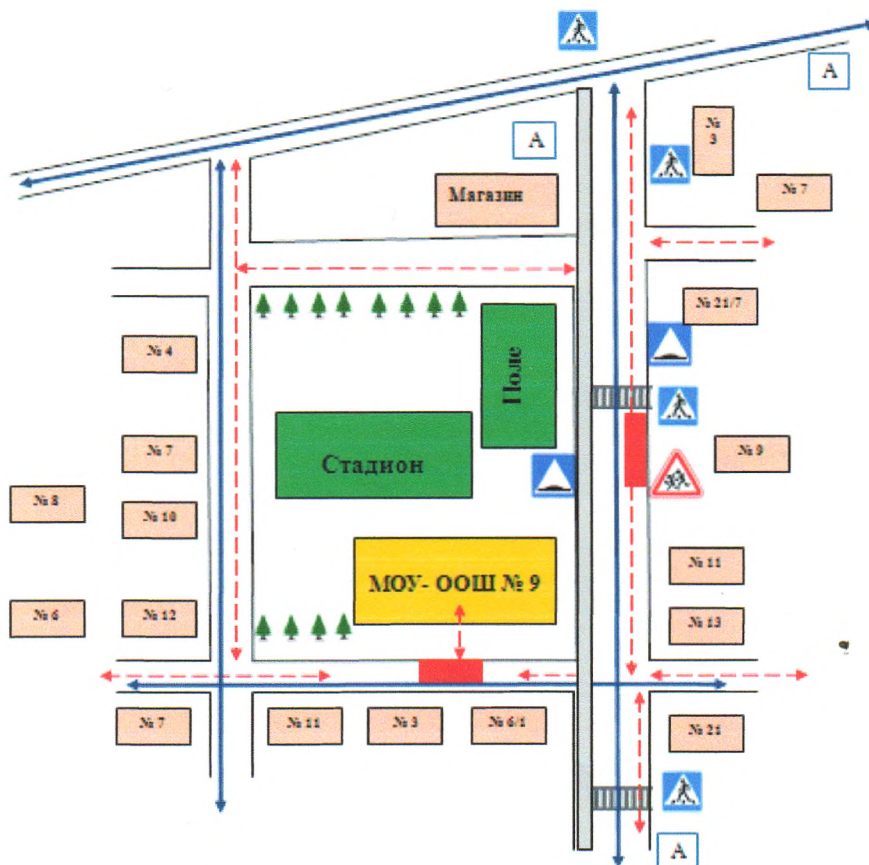 А
А
№
3
Магазин
№ 7
№ 21/7
№ 4
Поле
Стадион
№ 7
№ 9
№ 8
№ 10
№ 11
МОУ- ООШ № 9
№ 6
№ 12
№ 13
№ 7
№ 11
№ 3
№ 6/1
№ 21
А